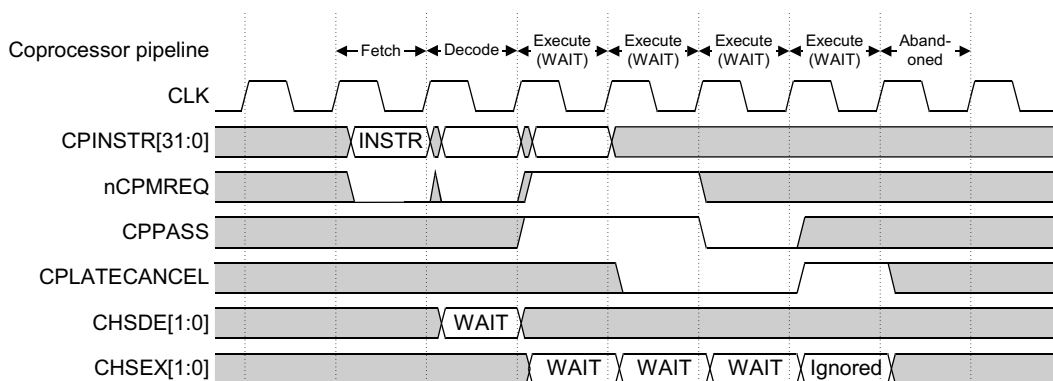 Coprocessor pipeline
Fetch
Decode
Execute
(WAIT)
Execute
(WAIT)
Execute
(WAIT)
Execute
(WAIT)
Aband-
oned
CLK
CPINSTR[31:0]
INSTR
nCPMREQ
CPPASS
CPLATECANCEL
CHSDE[1:0]
WAIT
CHSEX[1:0]
WAIT
WAIT
WAIT
Ignored